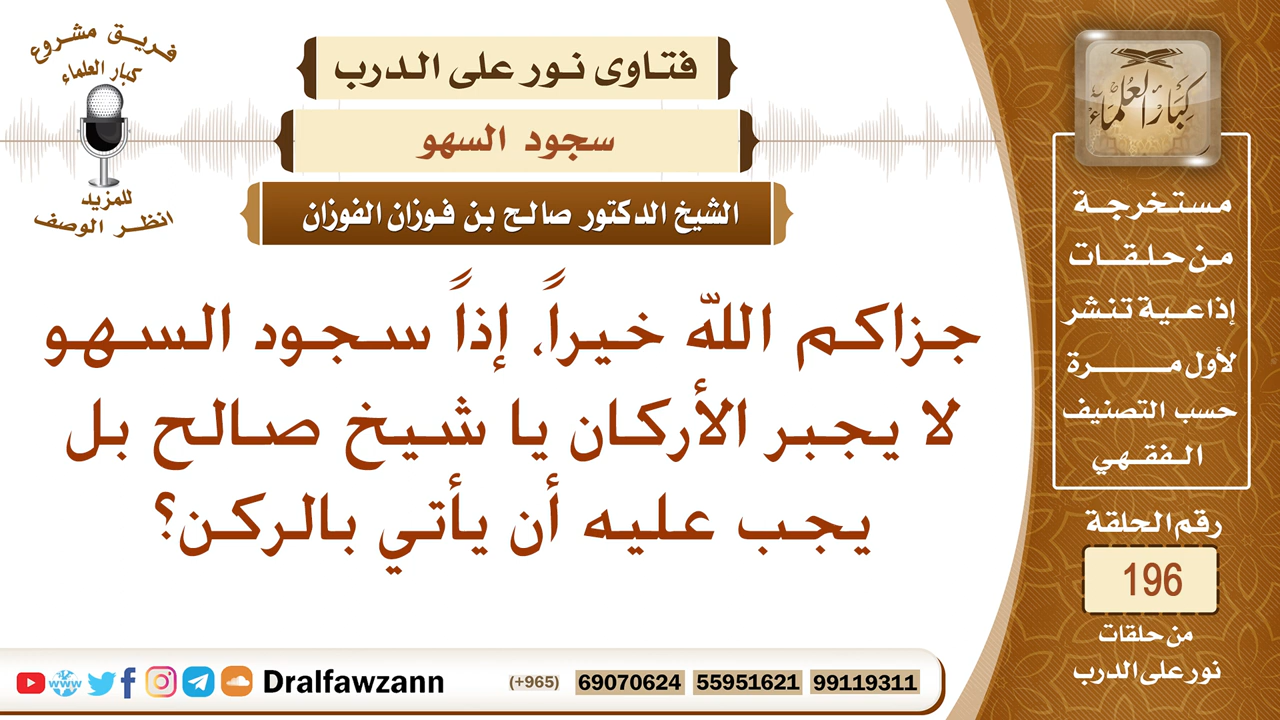 فريق مشروع
كبار العلماء
للمزيد
انظر الوصف
فتاوى نور على الدرب
سجود السهو
الشيخ الدكتور صالح بن فوزان الفوزان
جزاكم الله خيراً، إذاً سجود السهو
لا يجبر الأركان يا شيخ صالح بل
يجب عليه أن يأتي بالركن؟
كبار العلماء
مستخرجة
من حلقات
إذاعية تنشر
لأول مرة
حسب التصنيف
الفقهي
رقم الحلقة
196
من حلقات
نور على الدرب
www
Dralfawzann
(+965) 69070624 55951621 99119311